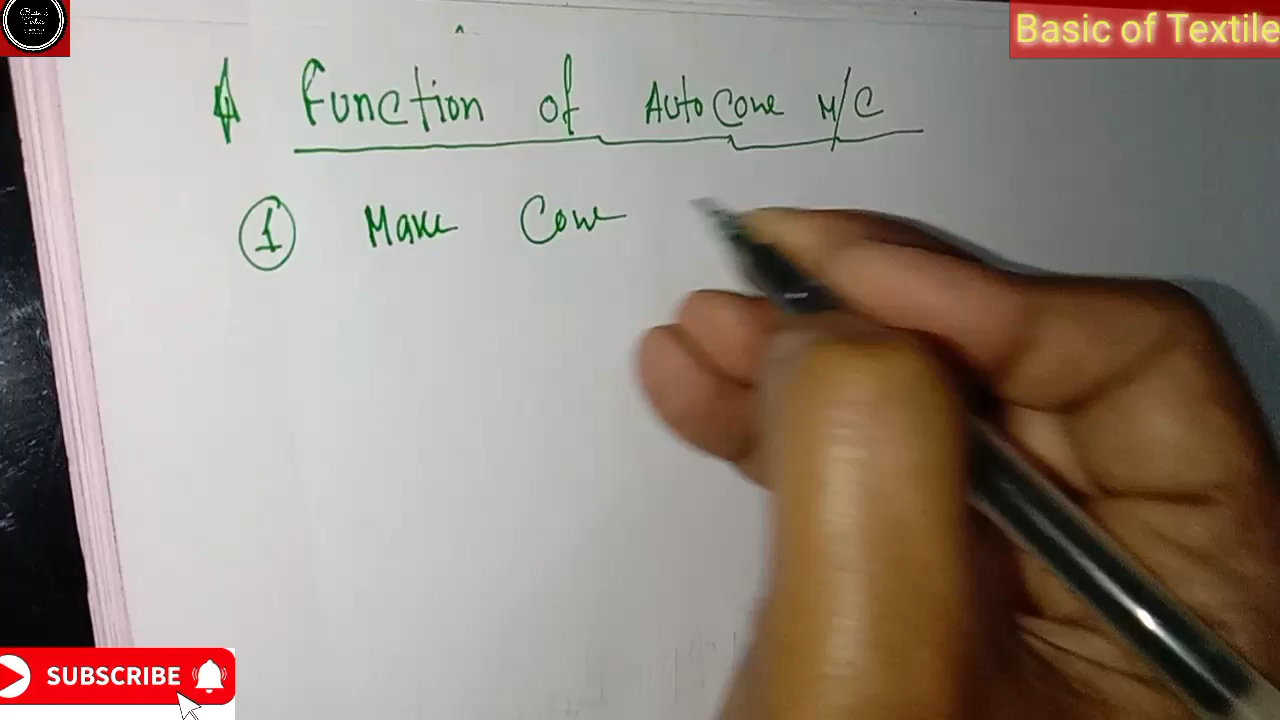 Basic of Textile
Function of AutoCone M/C
1 Make Cone
SUBSCRIBE